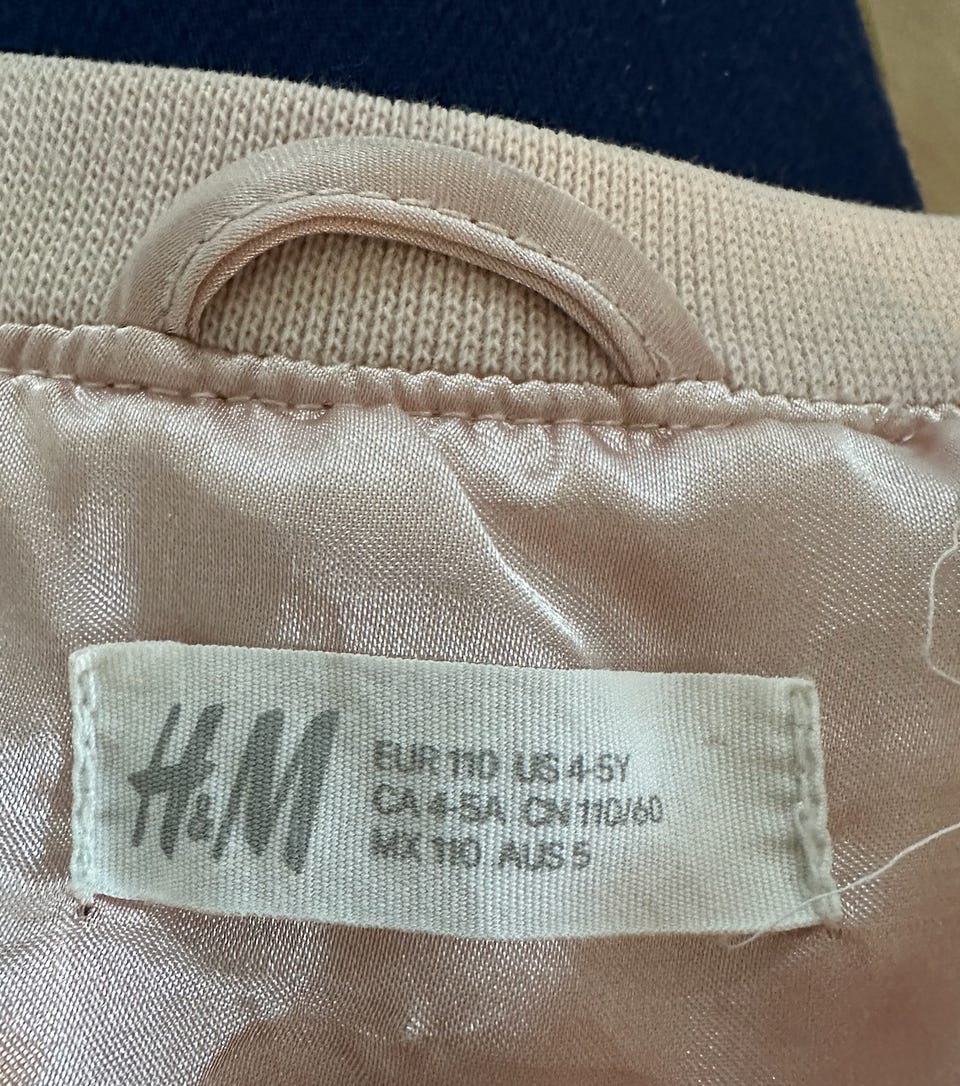 H&M
EUR 110 US 4-5Y
CA 4-5A CN 110/60
MX 110 AUS 5